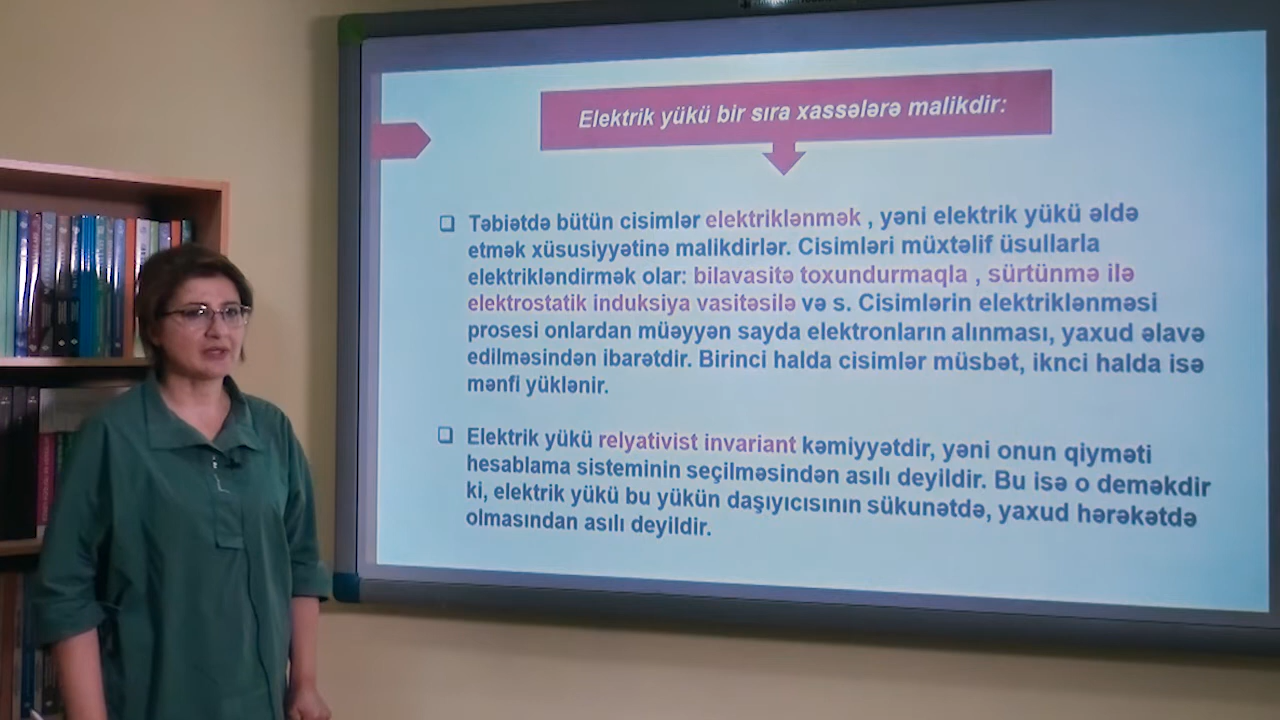 Elektrik yükü bir sıra xassələrə malikdir:
❑ Təbiətdə bütün cisimlər elektriklənmək , yəni elektrik yükü əldə
etmək xüsusiyyətinə malikdirlər. Cisimləri müxtəlif üsullarla
elektrikləndirmək olar: bilavasitə toxundurmaqla , sürtünmə ilə
elektrostatik induksiya vasitəsilə və s. Cisimlərin elektriklənməsi
prosesi onlardan müəyyən sayda elektronların alınması, yaxud əlavə
edilməsindən ibarətdir. Birinci halda cisimlər müsbət, iknci halda isə
mənfi yüklənir.
❑ Elektrik yükü relyativist invariant kəmiyyətdir, yəni onun qiyməti
hesablama sisteminin seçilməsindən asılı deyildir. Bu isə o deməkdir
ki, elektrik yükü bu yükün daşıyıcısının sükunətdə, yaxud hərəkətdə
olmasından asılı deyildir.